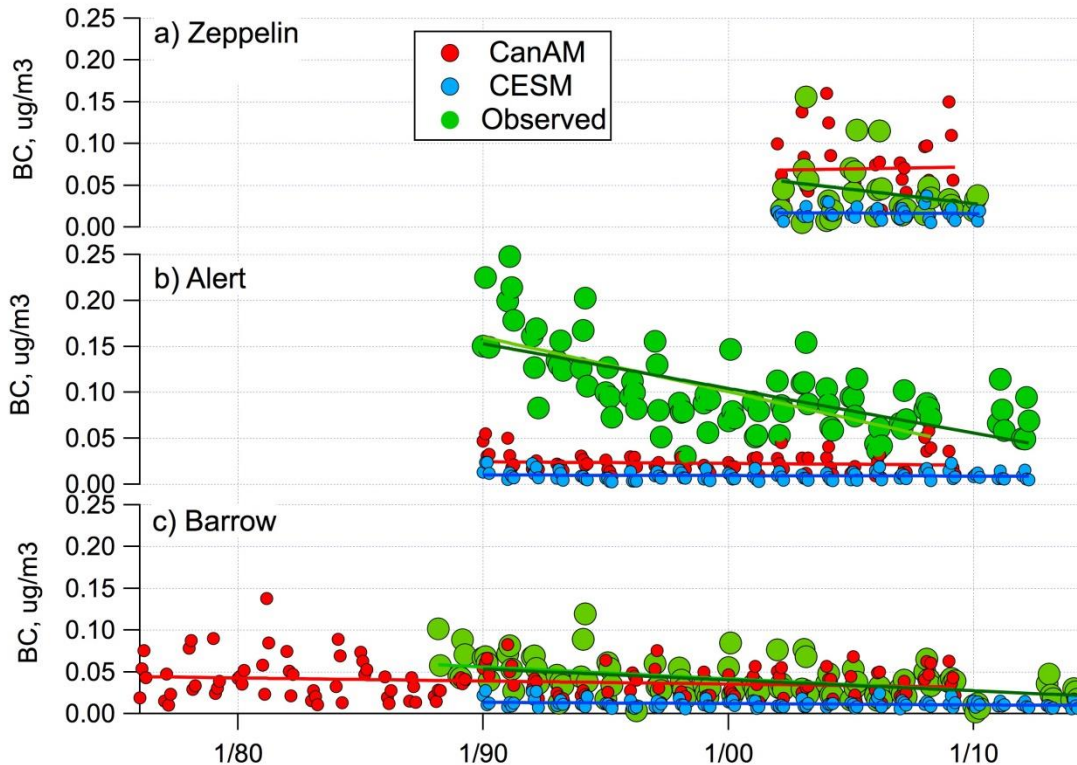 0.25
a) Zeppelin
0.20
0.15
0.10
0.05
0.00
BC, ug/m3
CanAM
CESM
Observed
0.25
b) Alert
0.20
0.15
0.10
0.05
0.00
BC, ug/m3
0.25
c) Barrow
0.20
0.15
0.10
0.05
0.00
BC, ug/m3
1/80 1/90 1/00 1/10